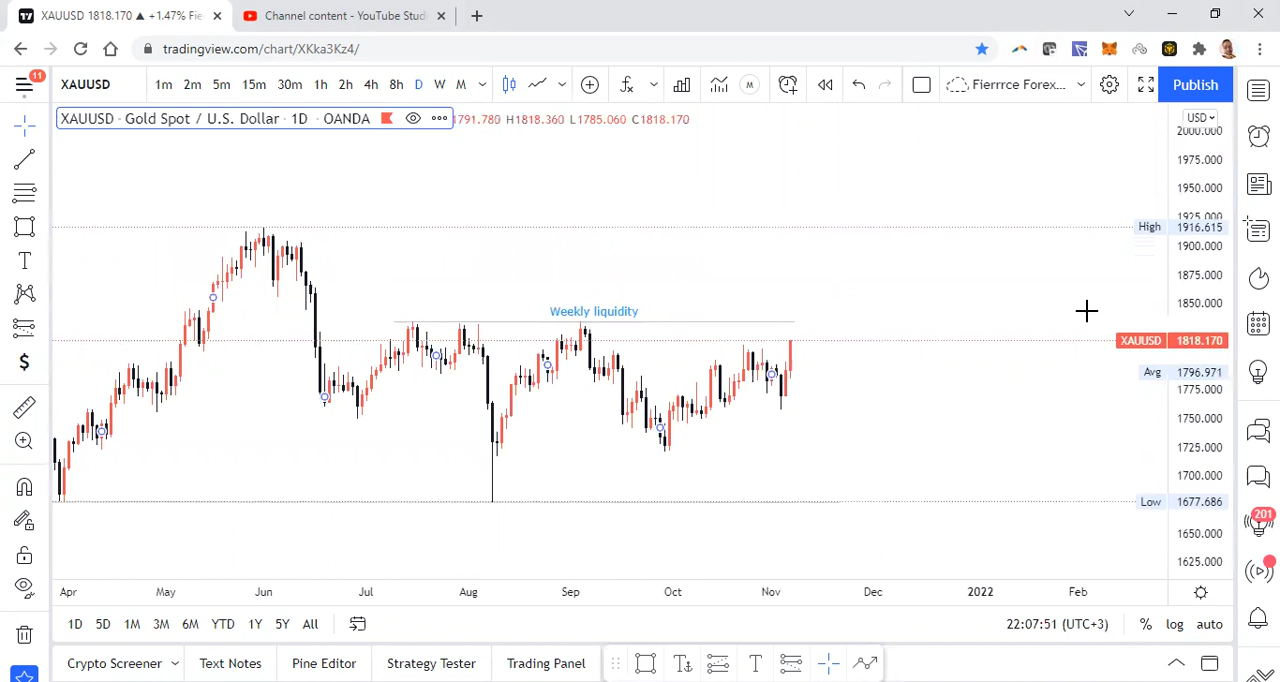 XAUUSD 1818.170 ▲ +1.47% Fie
Channel content - YouTube Studi
tradingview.com/chart/XKka3Kz4/
11
XAUUSD
1m 2m 5m 15m 30m 1h 2h 4h 8h D W M
M
Fierrrce Forex...
Publish
XAUUSD · Gold Spot / U.S. Dollar · 1D · OANDA
1791.780 H1818.360 L1785.060 C1818.170
USD
2000.000
1975.000
1950.000
1925.000
High 1916.615
1900.000
1875.000
1850.000
Weekly liquidity
XAUUSD 1818.170
Avg 1796.971
1775.000
1750.000
1725.000
1700.000
Low 1677.686
1650.000
1625.000
201
Apr May Jun Jul Aug Sep Oct Nov Dec 2022 Feb
1D 5D 1M 3M 6M YTD 1Y 5Y All
22:07:51 (UTC+3) % log auto
Crypto Screener Text Notes Pine Editor Strategy Tester Trading Panel